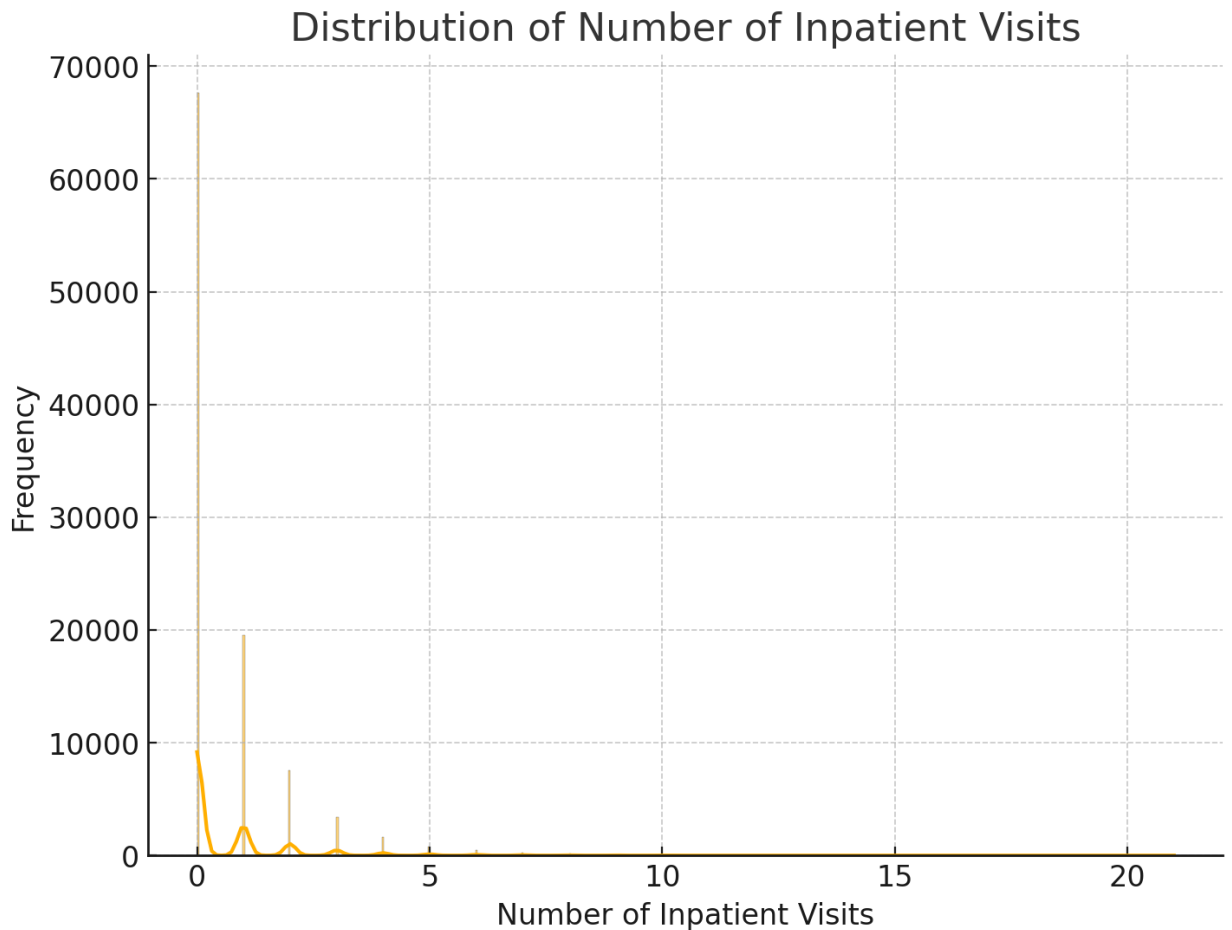 Distribution of Number of Inpatient Visits
70000
60000
50000
40000
30000
20000
10000
0
Frequency
0 5 10 15 20
Number of Inpatient Visits